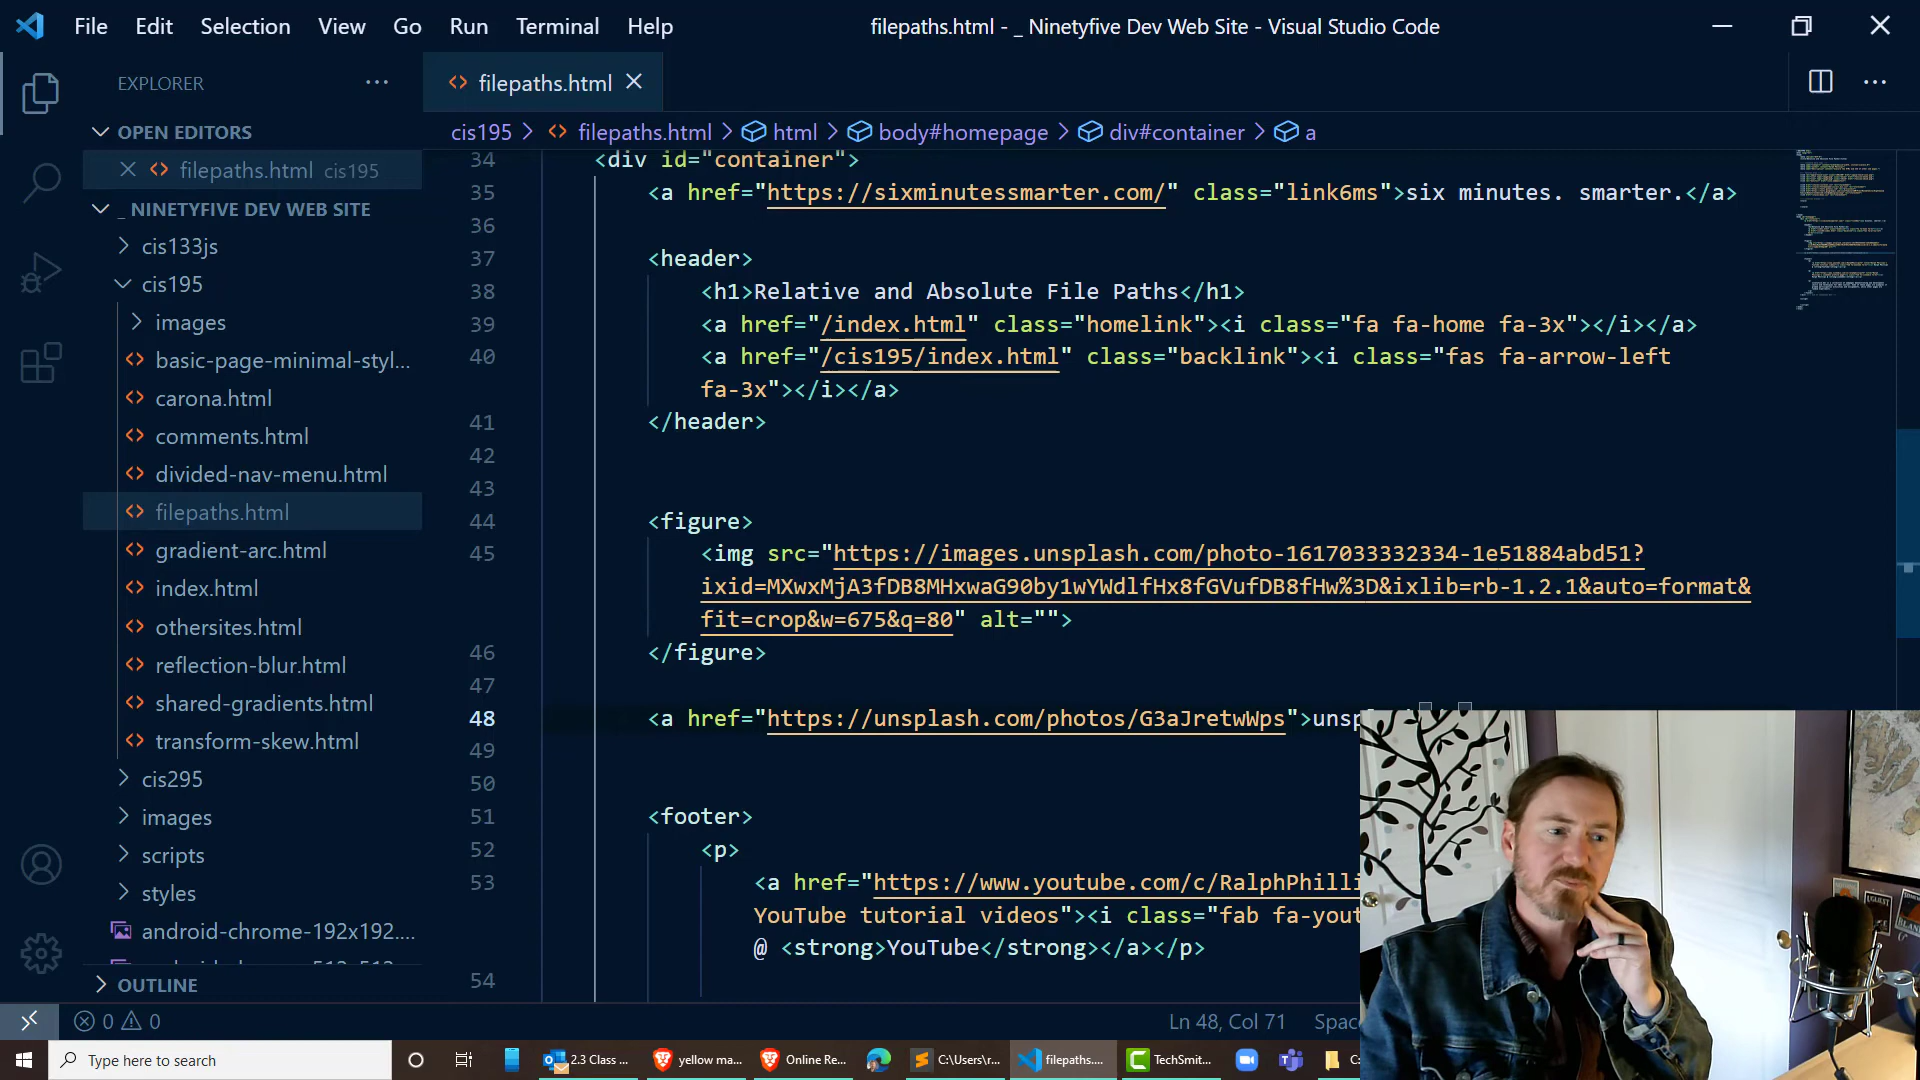 File Edit Selection View Go Run Terminal Help
filepaths.html - _ Ninetyfive Dev Web Site - Visual Studio Code
EXPLORER
OPEN EDITORS
filepaths.html cis195
_ NINETYFIVE DEV WEB SITE
cis133js
cis195
images
basic-page-minimal-styl...
carona.html
comments.html
divided-nav-menu.html
filepaths.html
gradient-arc.html
index.html
othersites.html
reflection-blur.html
shared-gradients.html
transform-skew.html
cis295
images
scripts
styles
android-chrome-192x192....
OUTLINE
filepaths.html
cis195 > filepaths.html > html > body#homepage > div#container > a
34 <div id="container">
35 <a href="https://sixminutessmarter.com/" class="link6ms">six minutes. smarter.</a>
36
37 <header>
38 <h1>Relative and Absolute File Paths</h1>
39 <a href="/index.html" class="homelink"><i class="fa fa-home fa-3x"></i></a>
40 <a href="/cis195/index.html" class="backlink"><i class="fas fa-arrow-left
fa-3x"></i></a>
41 </header>
42
43
44 <figure>
45 <img src="https://images.unsplash.com/photo-1617033332334-1e51884abd51?
ixid=MXwxMjA3fDB8MHxwaG90by1wYWdlfHx8fGVufDB8fHw%3D&ixlib=rb-1.2.1&auto=format&
fit=crop&w=675&q=80" alt="">
46 </figure>
47
48 <a href="https://unsplash.com/photos/G3aJretwWps">unspl
49
50
51 <footer>
52 <p>
53 <a href="https://www.youtube.com/c/RalphPhilli
YouTube tutorial videos"><i class="fab fa-yout
@ <strong>YouTube</strong></a></p>
54
0 0
Ln 48, Col 71 Spac
Type here to search
2.3 Class ...
yellow ma...
Online Re...
C:\Users\r...
filepaths....
TechSmit...
C: